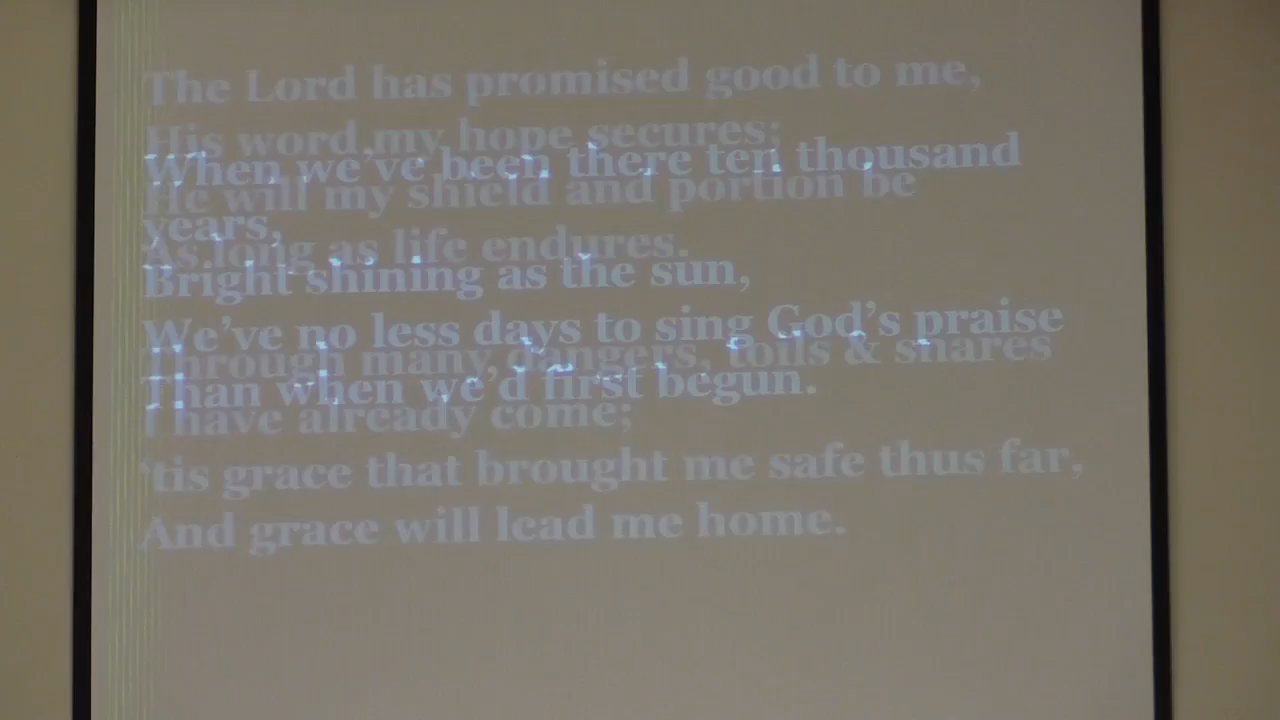 The Lord has promised good to me,
His word my hope secures;
When we've been there ten thousand
He will my shield and portion be
years,
As long as life endures.
Bright shining as the sun,
We've no less days to sing God's praise
Through many dangers, toils & snares
Than when we'd first begun.
I have already come;
'tis grace that brought me safe thus far,
And grace will lead me home.